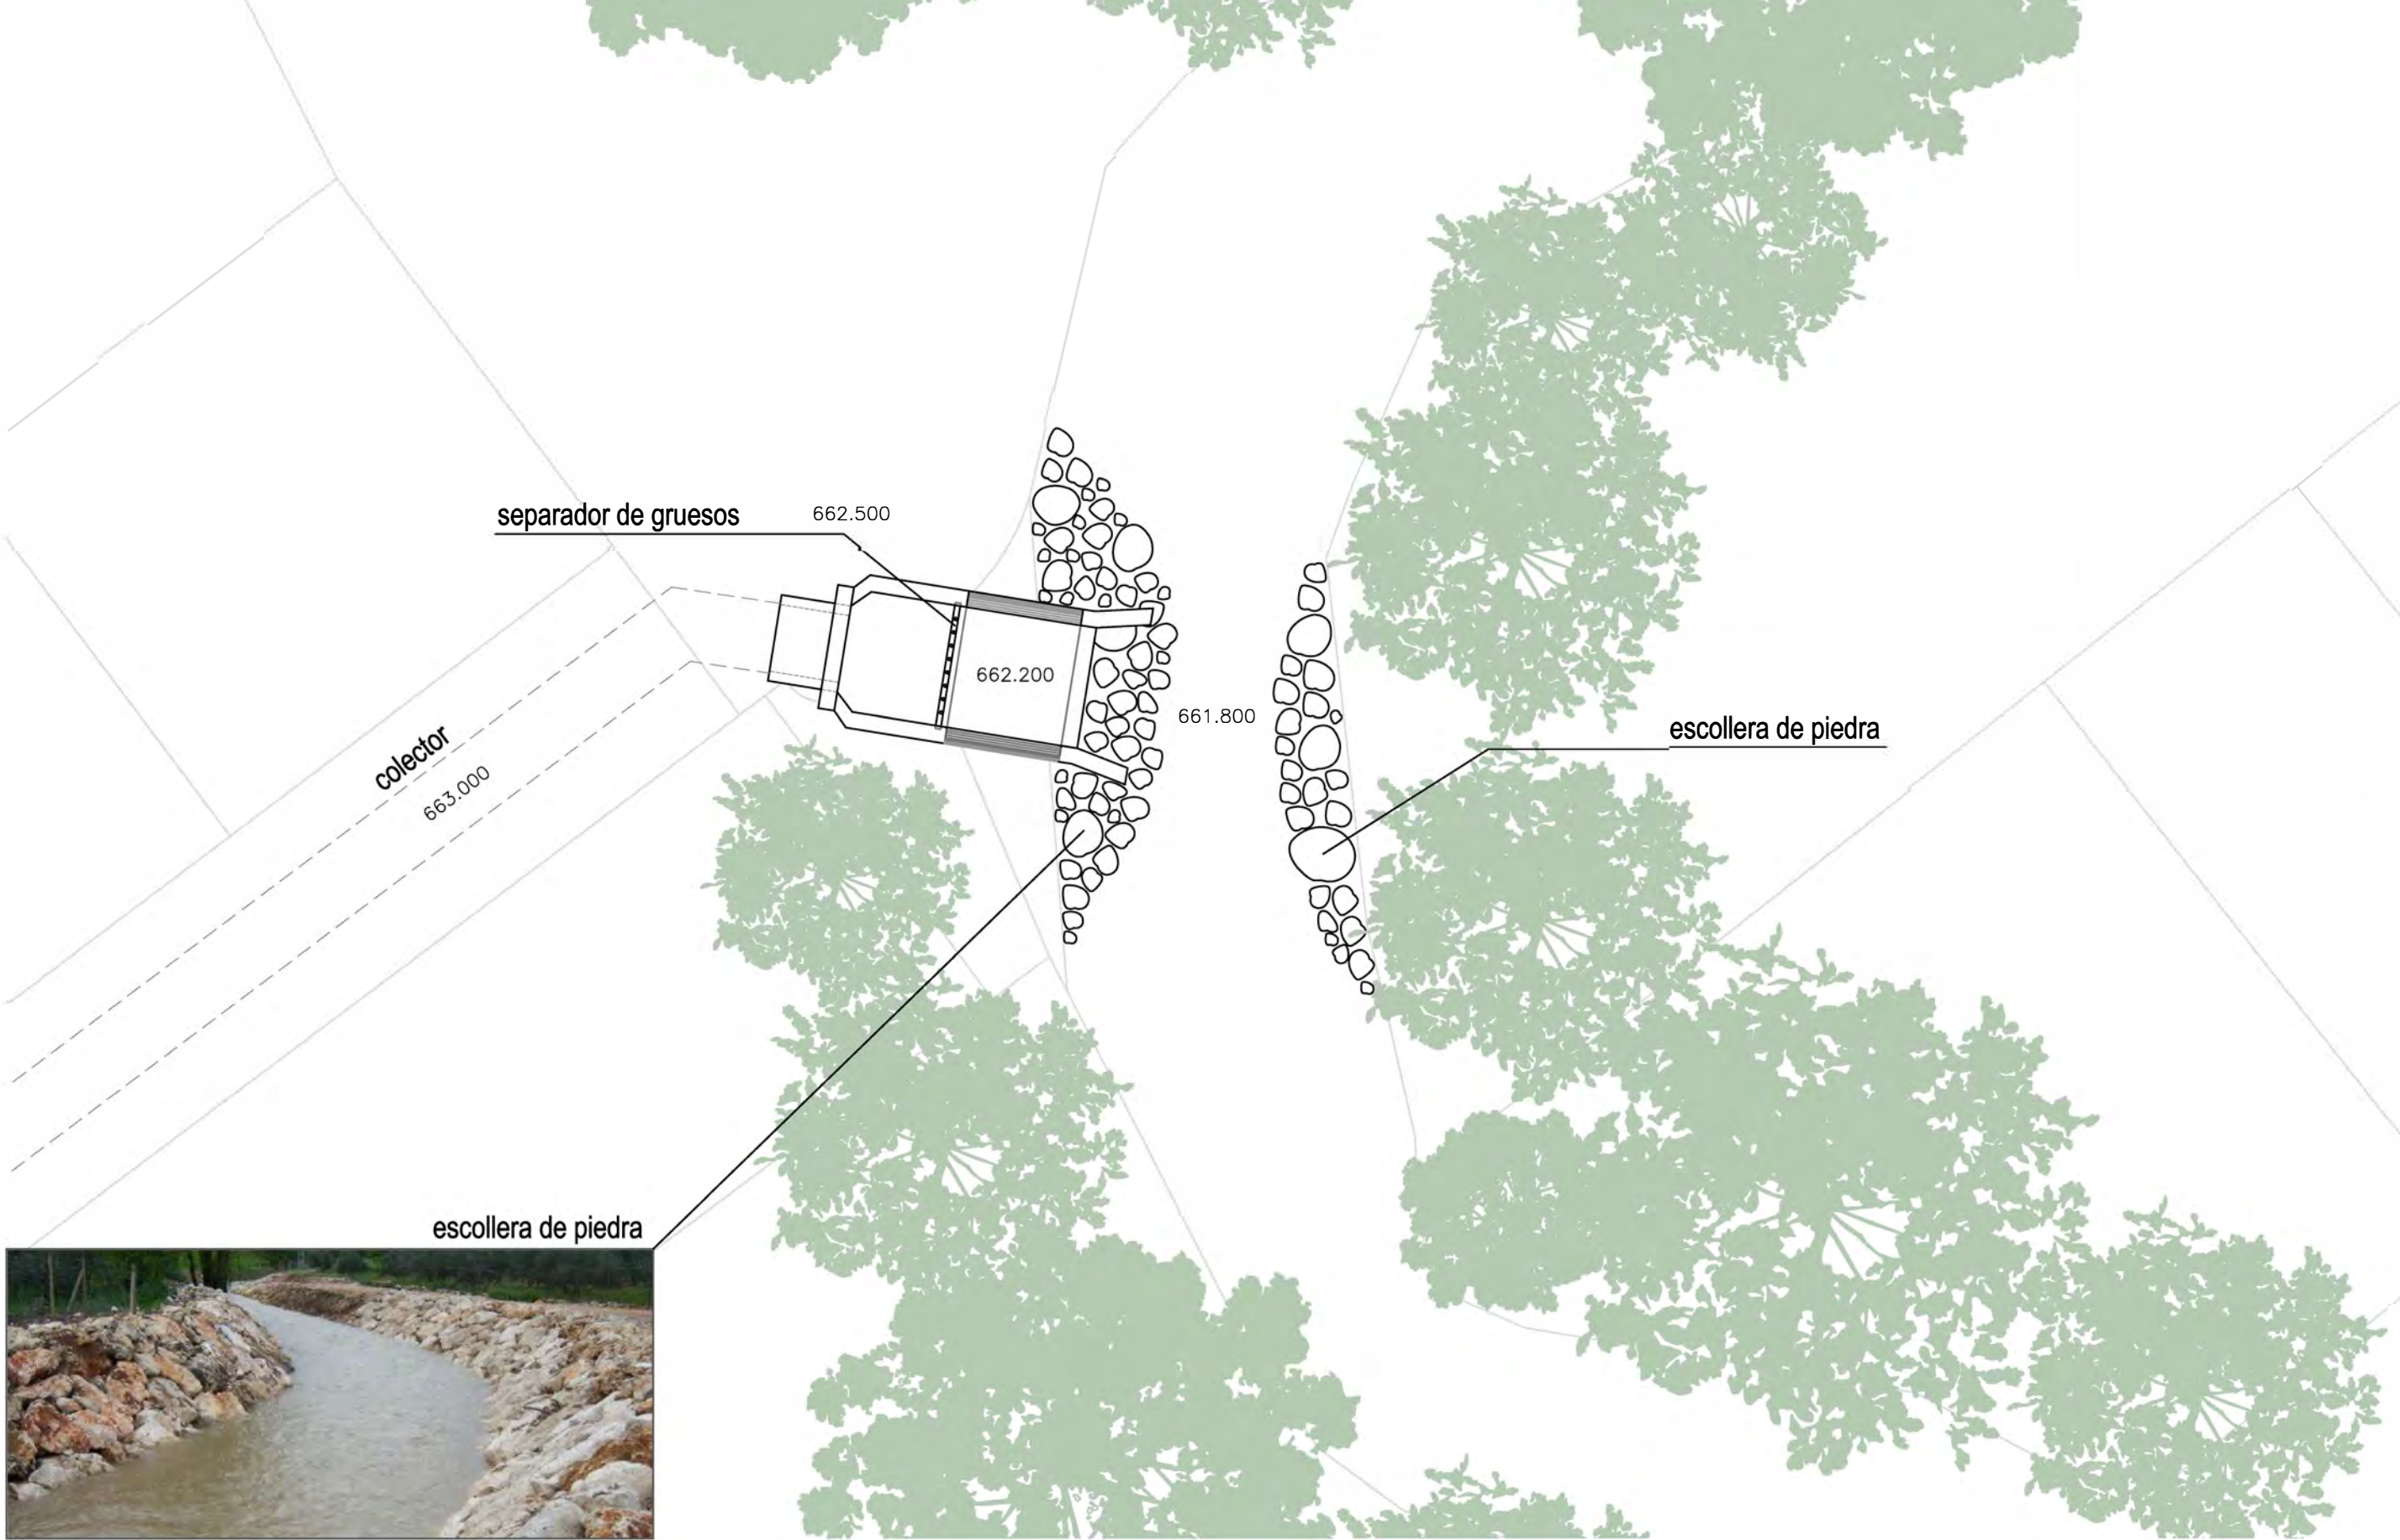 separador de gruesos
662.500
662.200
661.800
escollera de piedra
colector
663.000
escollera de piedra